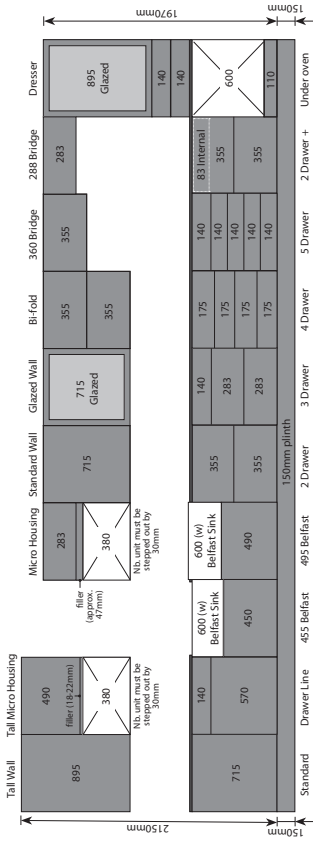 Tall Wall
Tall Micro Housing
Micro Housing
Standard Wall
Glazed Wall
Bi-fold
360 Bridge
288 Bridge
Dresser
2150mm
150mm
1970mm
150mm
895
490
filler (18-22mm)
380
Nb. unit must be
stepped out by
30mm
filler
(approx.
47mm)
283
380
Nb. unit must be
stepped out by
30mm
715
715
Glazed
355
355
355
283
895
Glazed
140
140
715
140
570
600 (w)
Belfast Sink
450
600 (w)
Belfast Sink
490
355
355
140
283
283
175
175
175
175
140
140
140
140
140
83 Internal
355
355
600
110
150mm plinth
Standard
Drawer Line
455 Belfast
495 Belfast
2 Drawer
3 Drawer
4 Drawer
5 Drawer
2 Drawer +
Under oven